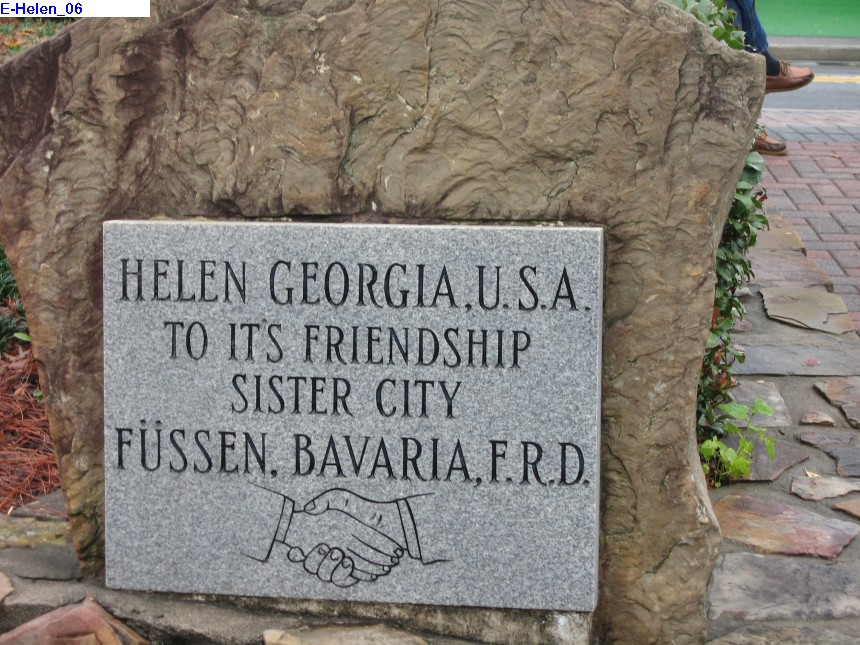 E-Helen_06
HELEN GEORGIA, U.S.A.
TO IT'S FRIENDSHIP
SISTER CITY
FÜSSEN, BAVARIA, F.R.D.